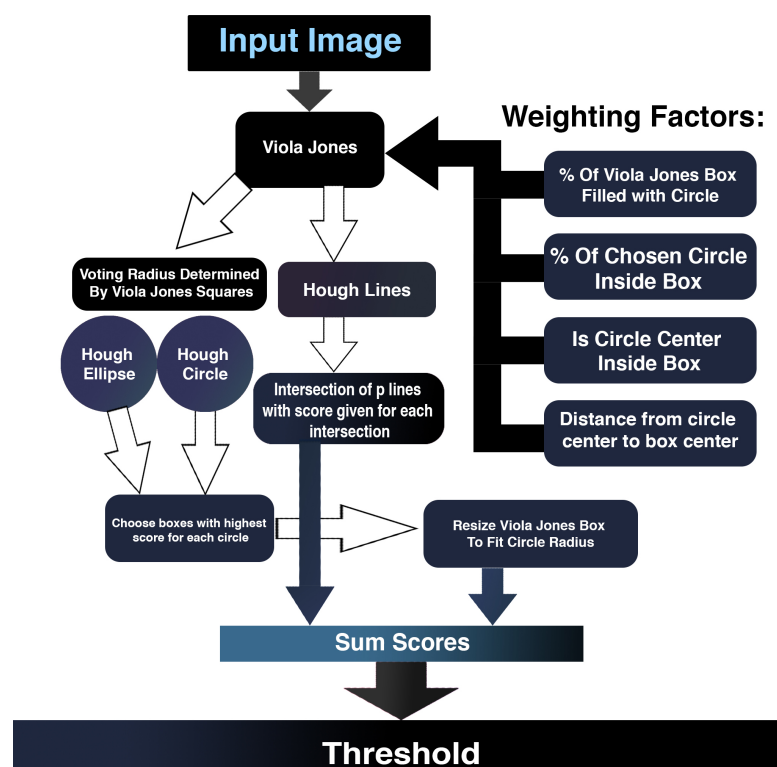 Input Image
Viola Jones
Weighting Factors:
% Of Viola Jones Box
Filled with Circle
% Of Chosen Circle
Inside Box
Is Circle Center
Inside Box
Distance from circle
center to box center
Voting Radius Determined
By Viola Jones Squares
Hough
Ellipse
Hough
Circle
Hough Lines
Intersection of p lines
with score given for each
intersection
Choose boxes with highest
score for each circle
Resize Viola Jones Box
To Fit Circle Radius
Sum Scores
Threshold